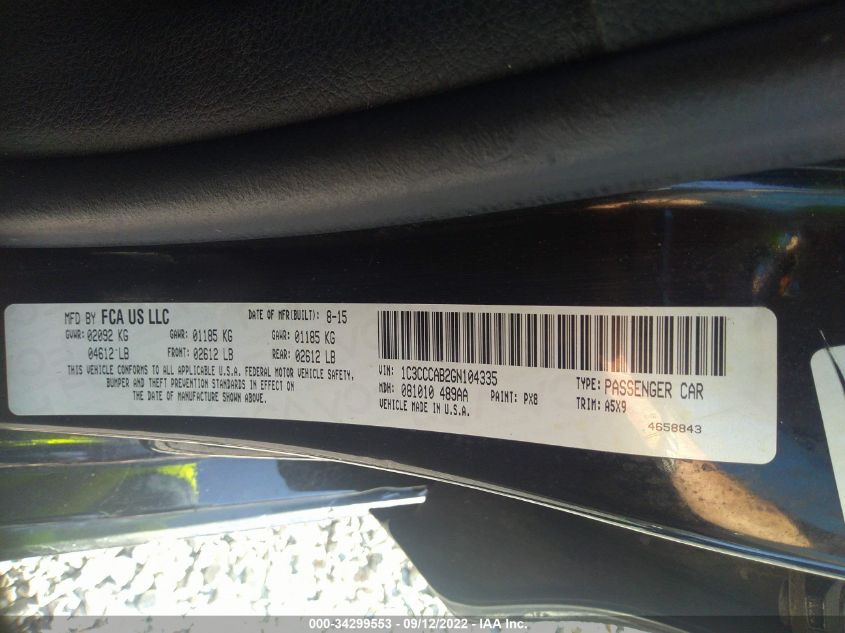 MFD BY FCA US LLC DATE OF MFR(BUILT): 8-15
GVWR: 02092 KG GAWR: 01185 KG GAWR: 01185 KG
04612 LB FRONT: 02612 LB REAR: 02612 LB
THIS VEHICLE CONFORMS TO ALL APPLICABLE U.S.A. FEDERAL MOTOR VEHICLE SAFETY,
BUMPER AND THEFT PREVENTION STANDARDS IN EFFECT ON
THE DATE OF MANUFACTURE SHOWN ABOVE.
VIN: 1C3CCCAB2GN104335 TYPE: PASSENGER CAR
MDH: 081010 489AA PAINT: PX8 TRIM: A5X9
VEHICLE MADE IN U.S.A.
4658843
000-34299553 - 09/12/2022 - IAA Inc.